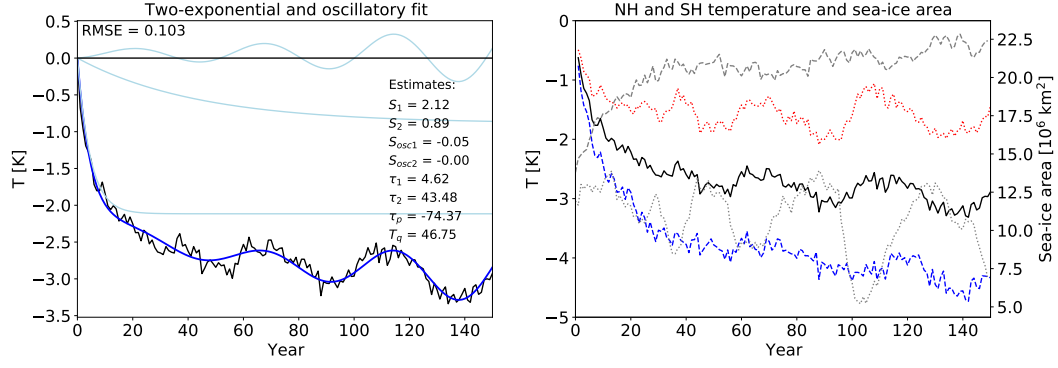 Two-exponential and oscillatory fit
RMSE = 0.103
Estimates:
S1 = 2.12
S2 = 0.89
Sosc1 = -0.05
Sosc2 = -0.00
τ1 = 4.62
τ2 = 43.48
τp = -74.37
Tq = 46.75
0.5
0.0
−0.5
−1.0
−1.5
−2.0
−2.5
−3.0
−3.5
T [K]
0 20 40 60 80 100 120 140
Year
NH and SH temperature and sea-ice area
0
−1
−2
−3
−4
−5
T [K]
22.5
20.0
17.5
15.0
12.5
10.0
7.5
5.0
Sea-ice area [10⁶ km²]
0 20 40 60 80 100 120 140
Year